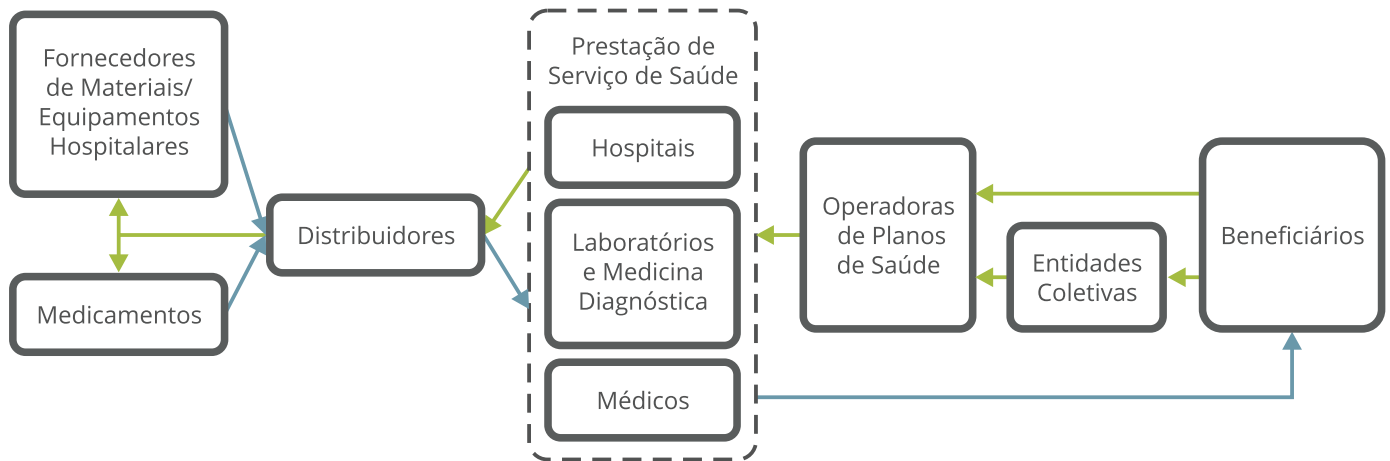 Fornecedores
de Materiais/
Equipamentos
Hospitalares
Medicamentos
Distribuidores
Prestação de
Serviço de Saúde
Hospitais
Laboratórios
e Medicina
Diagnóstica
Médicos
Operadoras
de Planos
de Saúde
Entidades
Coletivas
Beneficiários